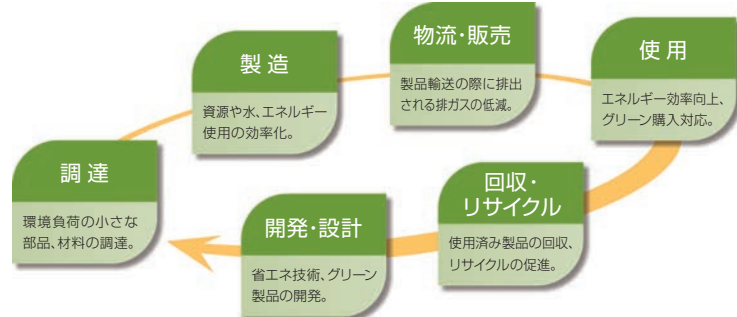 調達
環境負荷の小さな
部品、材料の調達。
製造
資源や水、エネルギー
使用の効率化。
物流・販売
製品輸送の際に排出
される排ガスの低減。
使用
エネルギー効率向上、
グリーン購入対応。
回収・
リサイクル
使用済み製品の回収、
リサイクルの促進。
開発・設計
省エネ技術、グリーン
製品の開発。